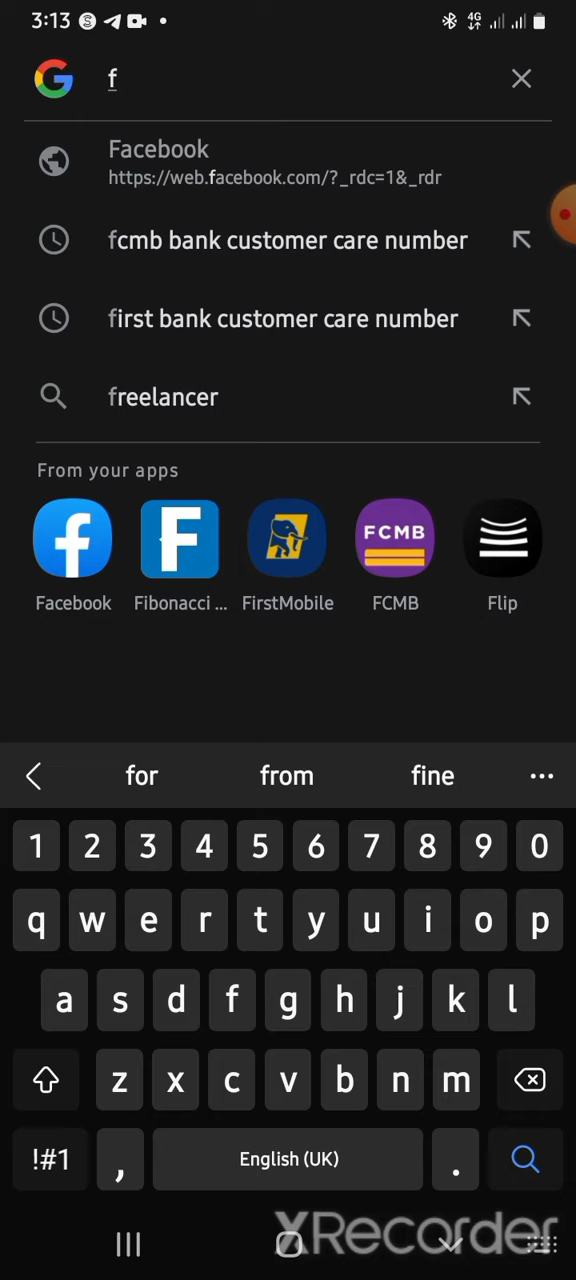 3:13
4G
f
Facebook
https://web.facebook.com/?_rdc=1&_rdr
fcmb bank customer care number
first bank customer care number
freelancer
From your apps
F FCMB
Facebook Fibonacci ... FirstMobile FCMB Flip
for from fine ...
1 2 3 4 5 6 7 8 9 0
q w e r t y u i o p
a s d f g h j k l
z x c v b n m
!#1 , English (UK) .
XRecorder